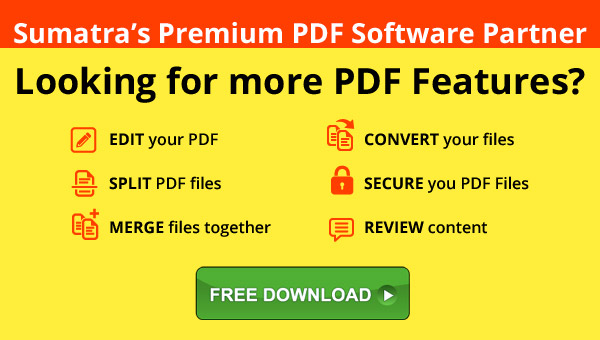 Sumatra’s Premium PDF Software Partner
Looking for more PDF Features?
EDIT your PDF
CONVERT your files
SPLIT PDF files
SECURE you PDF Files
MERGE files together
REVIEW content
FREE DOWNLOAD